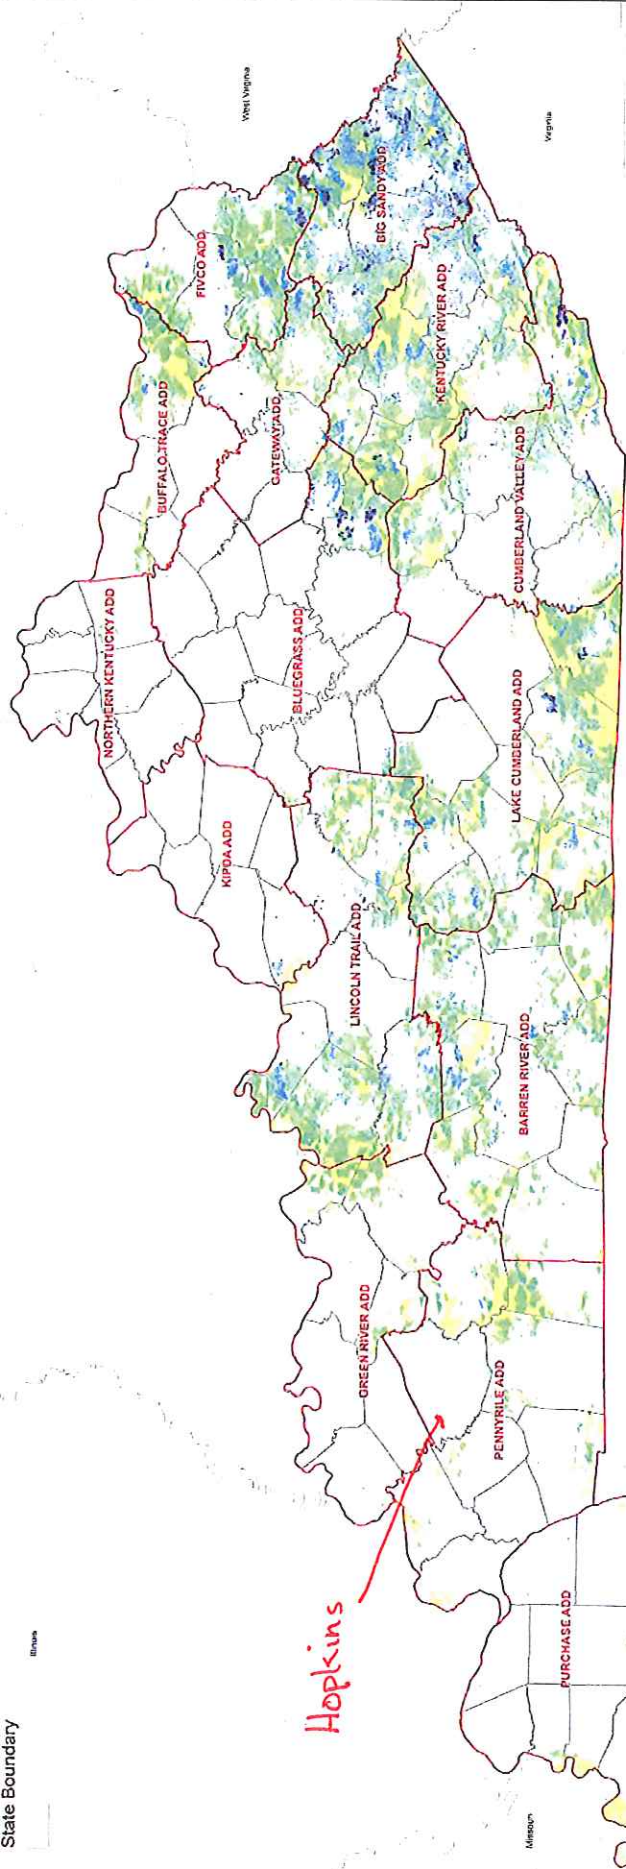 State Boundary
Illinois
Missouri
West Virginia
Virginia
Hopkins
PURCHASE ADD
PENNYRILE ADD
GREEN RIVER ADD
BARREN RIVER ADD
LINCOLN TRAIL ADD
KIPDA ADD
LAKE CUMBERLAND ADD
NORTHERN KENTUCKY ADD
BLUEGRASS ADD
CUMBERLAND VALLEY ADD
BUFFALO TRACE ADD
GATEWAY ADD
KENTUCKY RIVER ADD
FIVCO ADD
BIG SANDY ADD